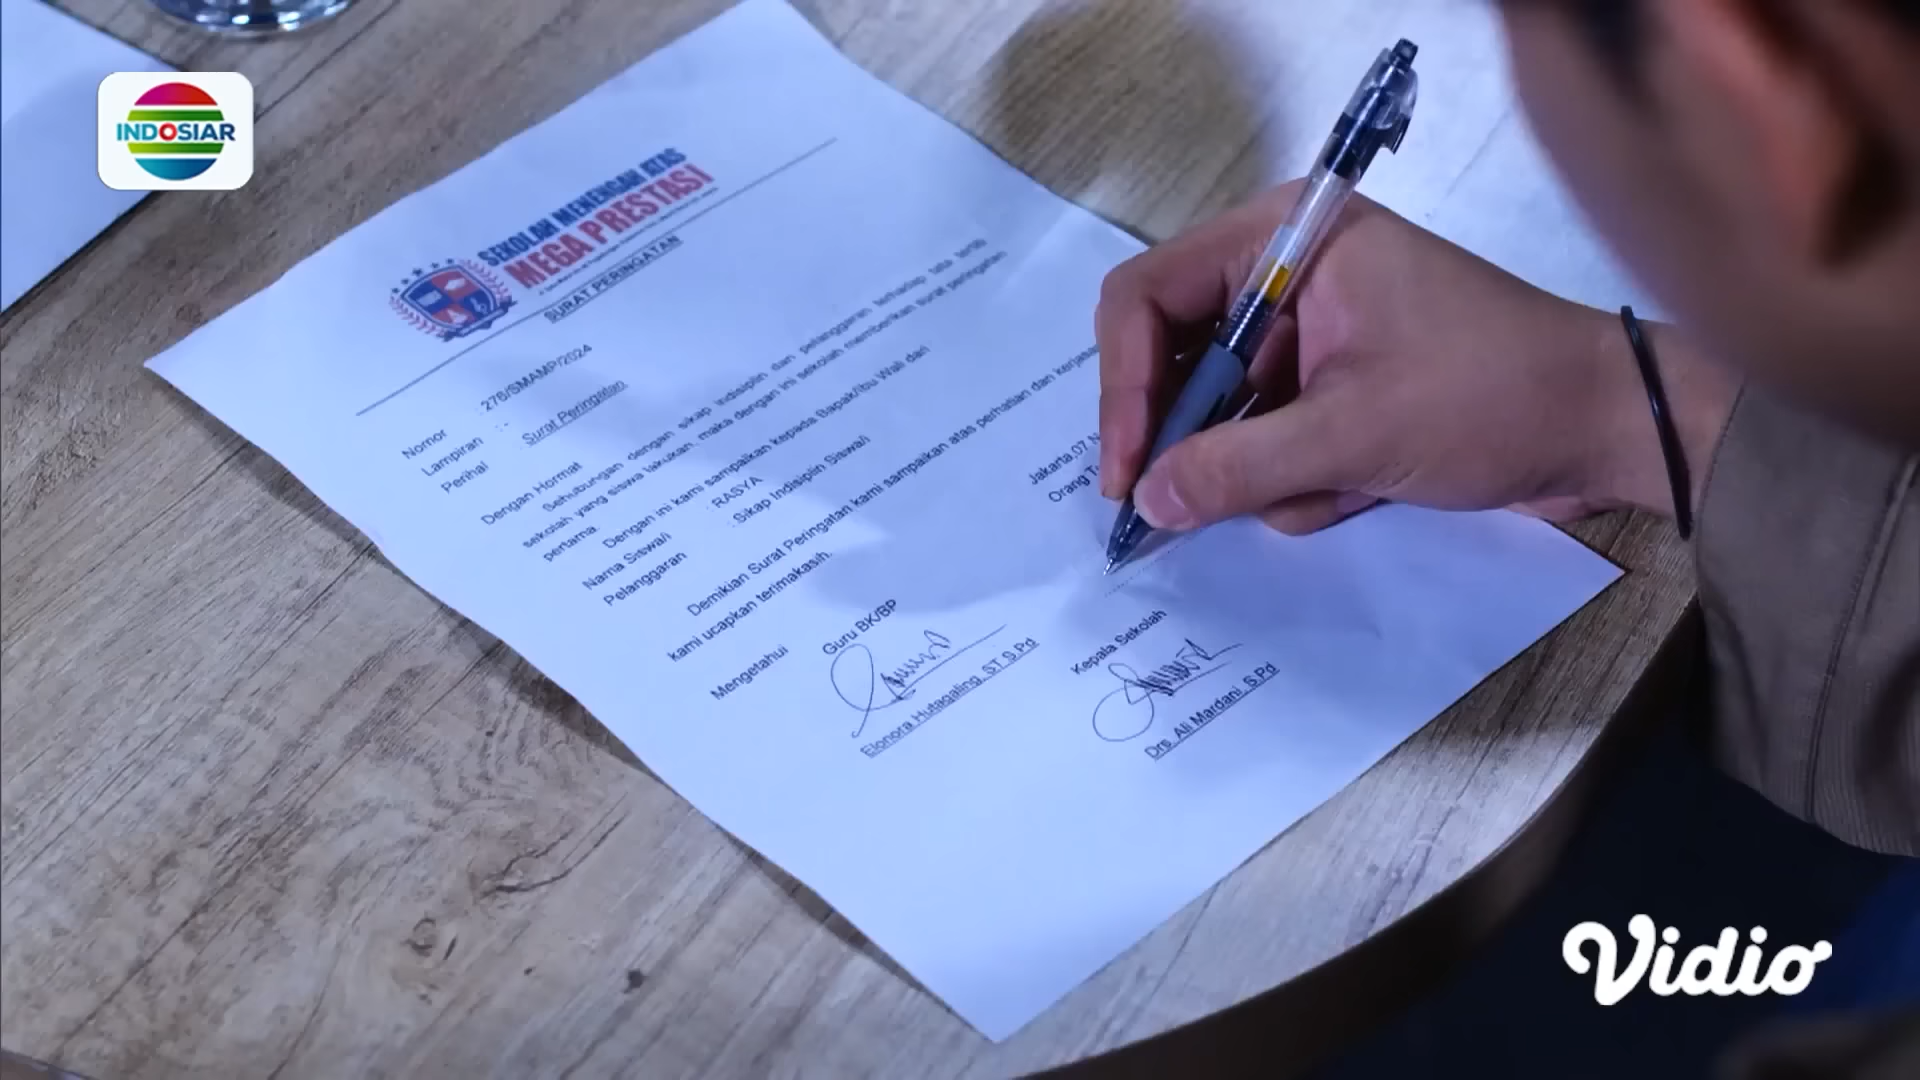 INDOSIAR
SEKOLAH MENENGAH ATAS
MEGA PRESTASI
SURAT PERINGATAN
Nomor : 278/SMAMP/2024
Lampiran : -
Perihal : Surat Peringatan
Dengan Hormat
Sehubungan dengan sikap indisiplin dan pelanggaran terhadap tata tertib
sekolah yang siswa lakukan, maka dengan ini sekolah memberikan surat peringatan
pertama.
Dengan ini kami sampaikan kepada Bapak/Ibu Wali dari
Nama Siswa/i : RASYA
Pelanggaran : Sikap Indisiplin Siswa/i
Demikian Surat Peringatan kami sampaikan atas perhatian dan kerjasa
kami ucapkan terimakasih.
Jakarta,07 N
Orang T
Mengetahui
Guru BK/BP
Kepala Sekolah
Elonora Hutagaling, ST.S.Pd
Drs. Ali Mardani, S.Pd
Vidio